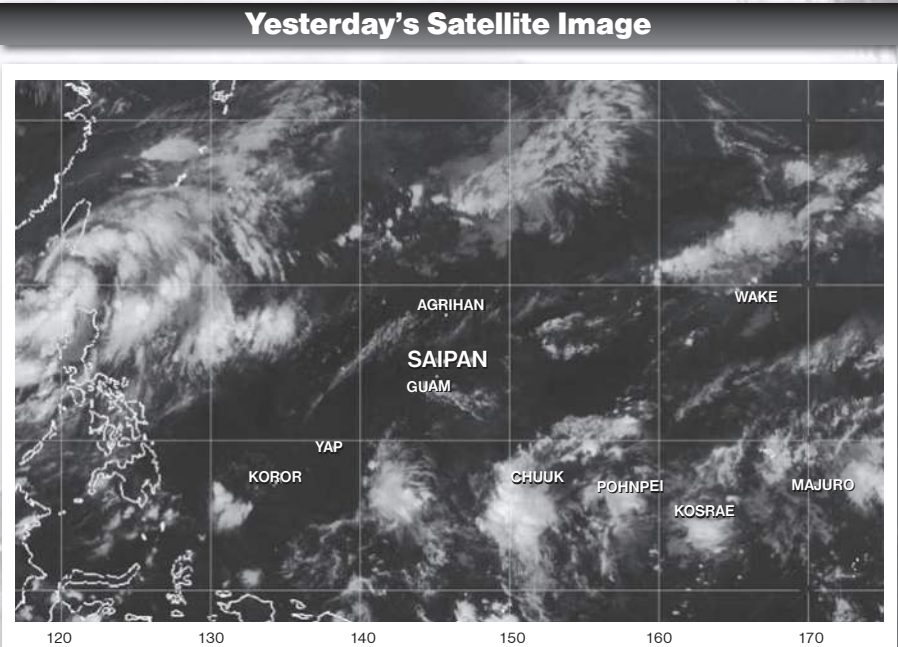 Yesterday's Satellite Image
AGRIHAN
WAKE
SAIPAN
GUAM
YAP
KOROR
CHUUK
POHNPEI
MAJURO
KOSRAE
120 130 140 150 160 170